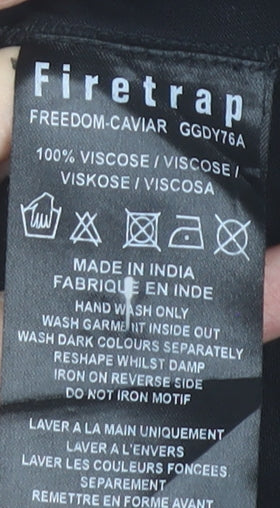 Firetrap
FREEDOM-CAVIAR GGDY76A
100% VISCOSE / VISCOSE /
VISKOSE / VISCOSA
MADE IN INDIA
FABRIQUE EN INDE
HAND WASH ONLY
WASH GARMENT INSIDE OUT
WASH DARK COLOURS SEPARATELY
RESHAPE WHILST DAMP
IRON ON REVERSE SIDE
DO NOT IRON MOTIF
LAVER A LA MAIN UNIQUEMENT
LAVER A L'ENVERS
LAVER LES COULEURS FONCEES
SEPAREMENT
REMETTRE EN FORME AVANT